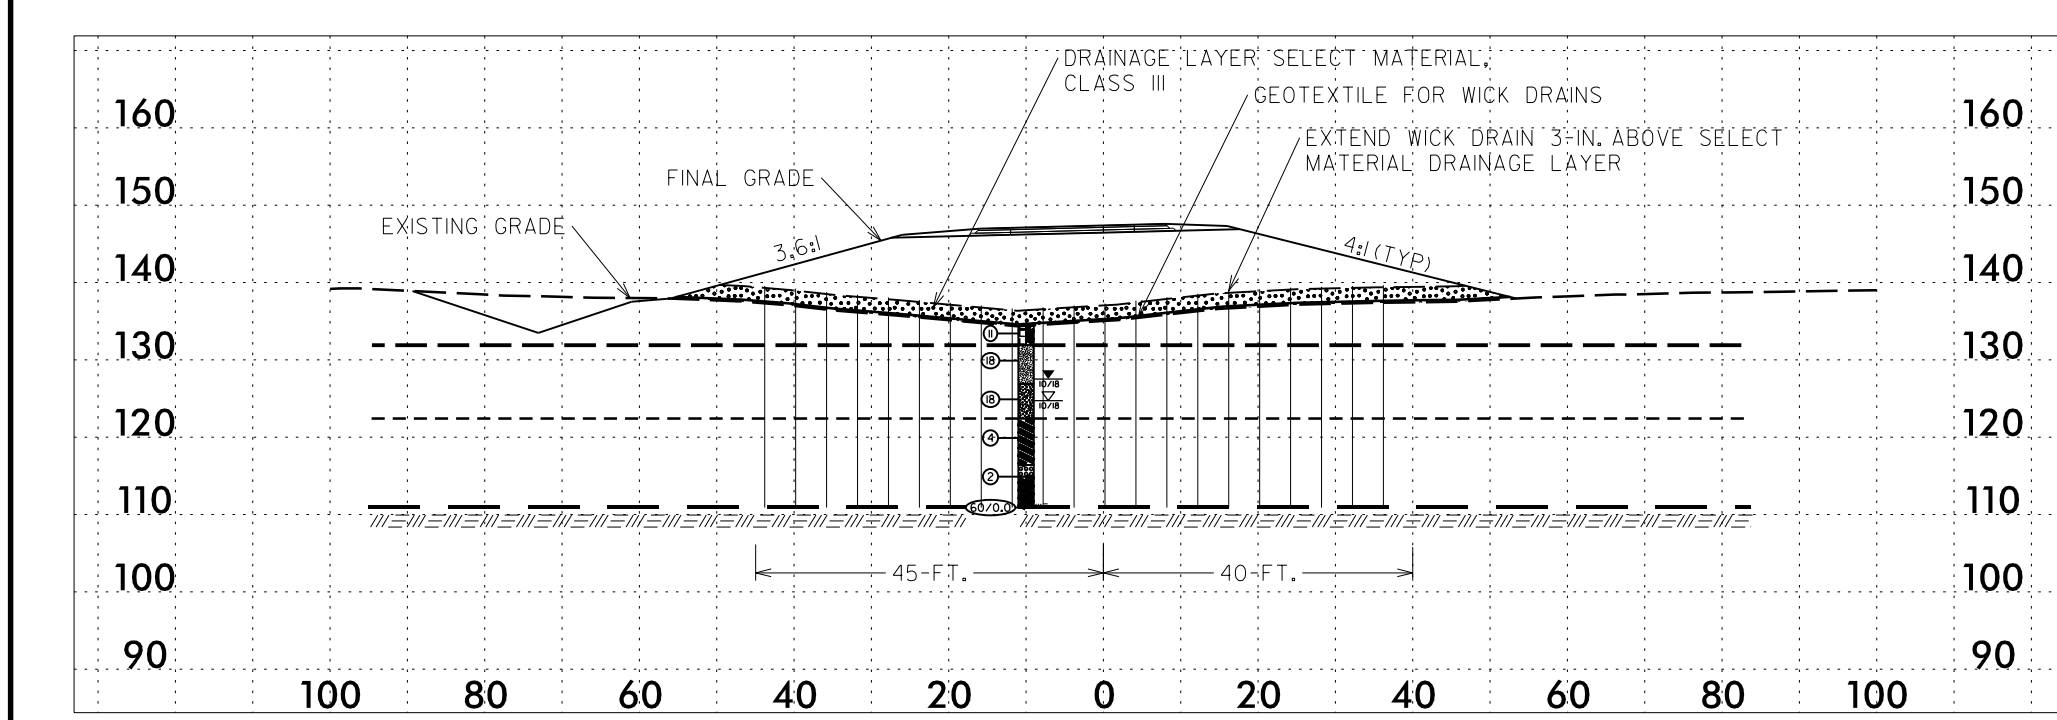 DRAINAGE LAYER SELECT MATERIAL,
CLASS III
GEOTEXTILE FOR WICK DRAINS
EXTEND WICK DRAIN 3-IN. ABOVE SELECT
MATERIAL DRAINAGE LAYER
FINAL GRADE
EXISTING GRADE
3.6:1
4:1 (TYP)
160
160
150
150
140
140
130
130
120
120
110
110
100
100
90
90
11
18
10/18
18
10/18
4
2
60/0.0
45-FT.
40-FT.
100 80 60 40 20 0 20 40 60 80 100